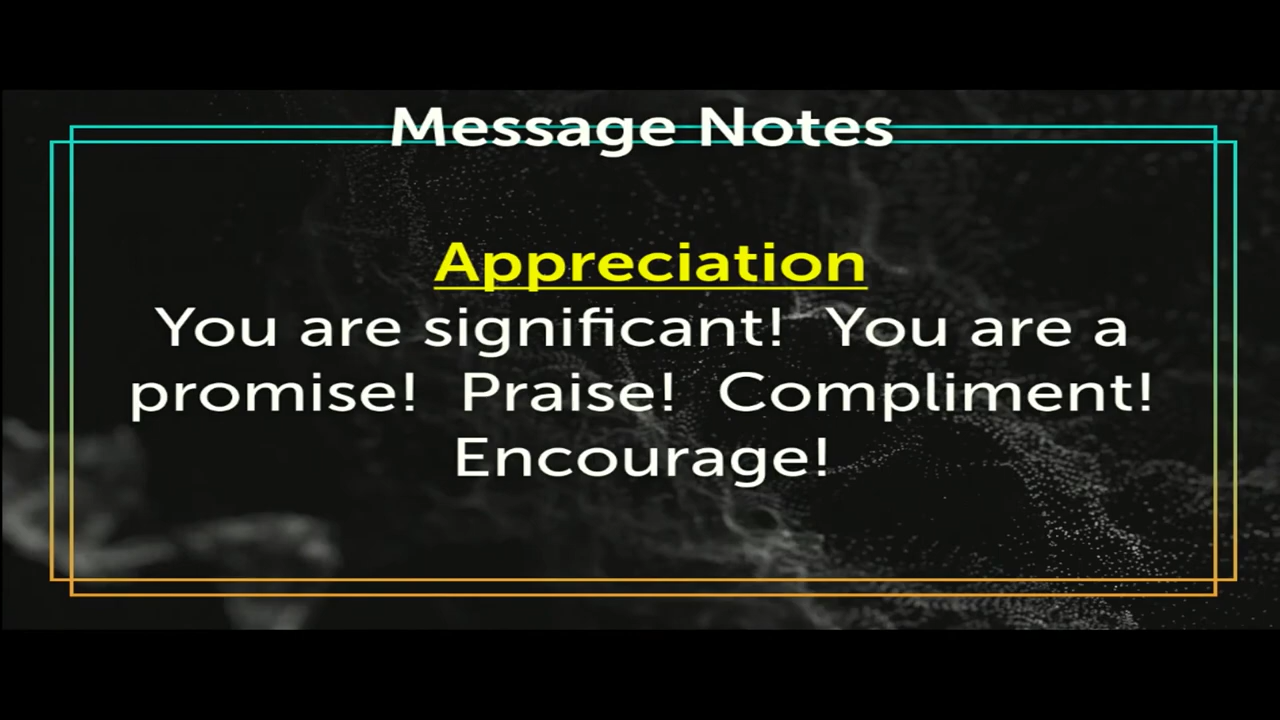 Message Notes
Appreciation
You are significant!  You are a
promise!  Praise!  Compliment!
Encourage!